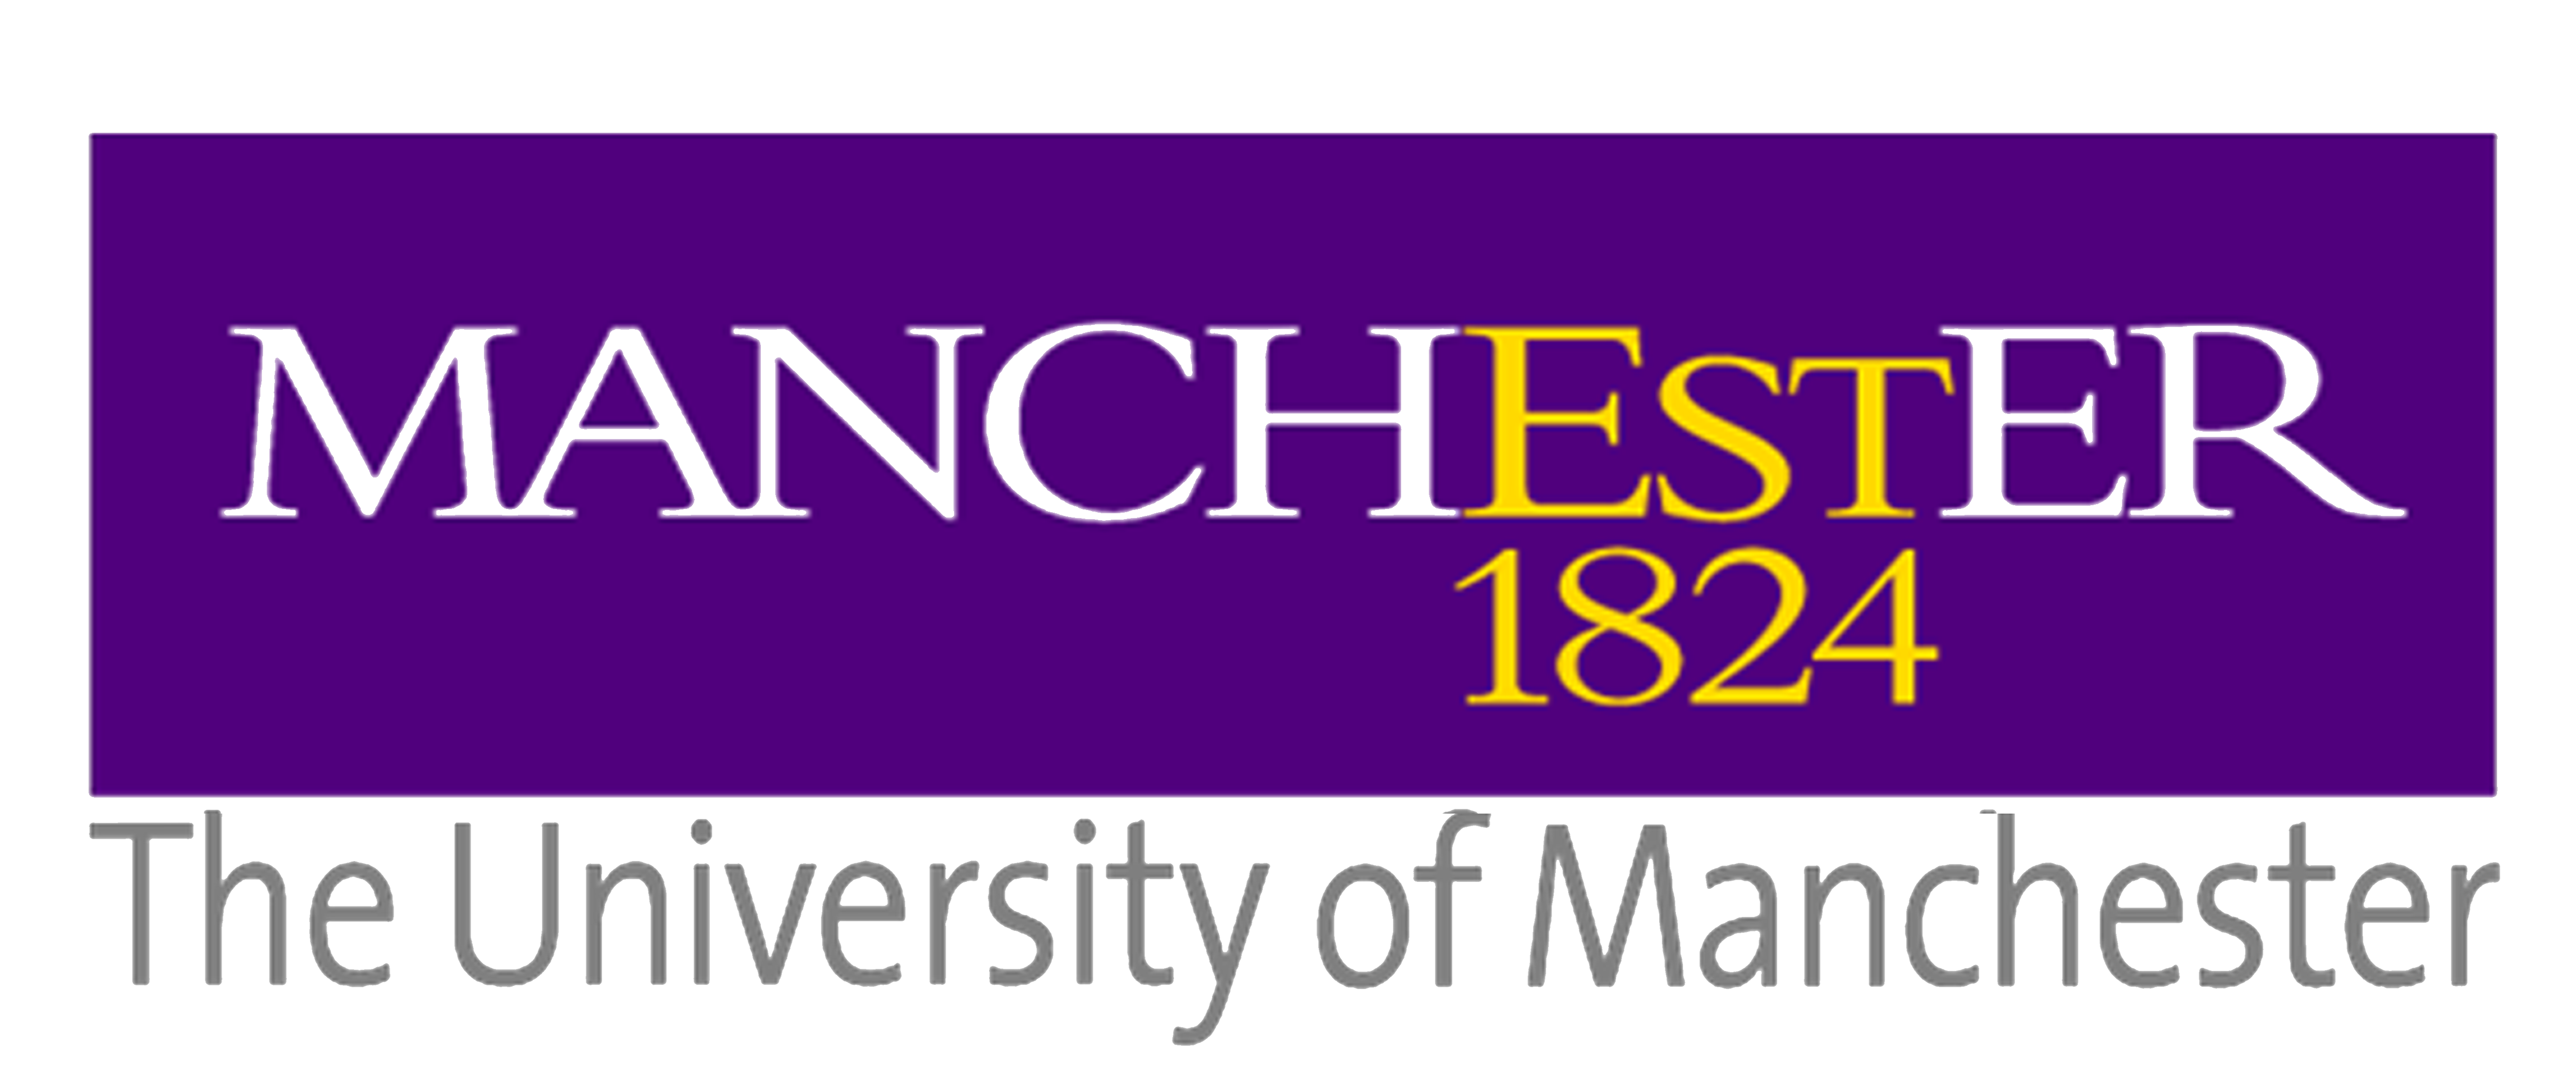 MANCHESTER
1824
The University of Manchester